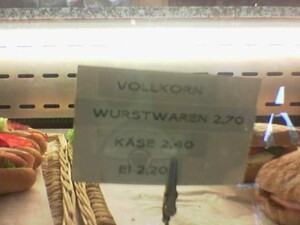 VOLLKORN
WURSTWAREN 2,70
KÄSE 2,40
EI 2,20